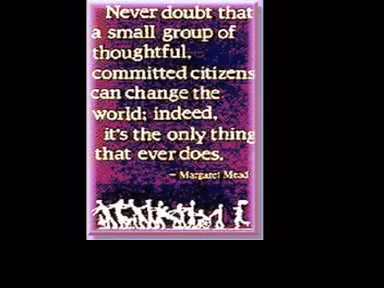 Never doubt that
a small group of
thoughtful,
committed citizens
can change the
world; indeed,
it's the only thing
that ever does.
- Margaret Mead